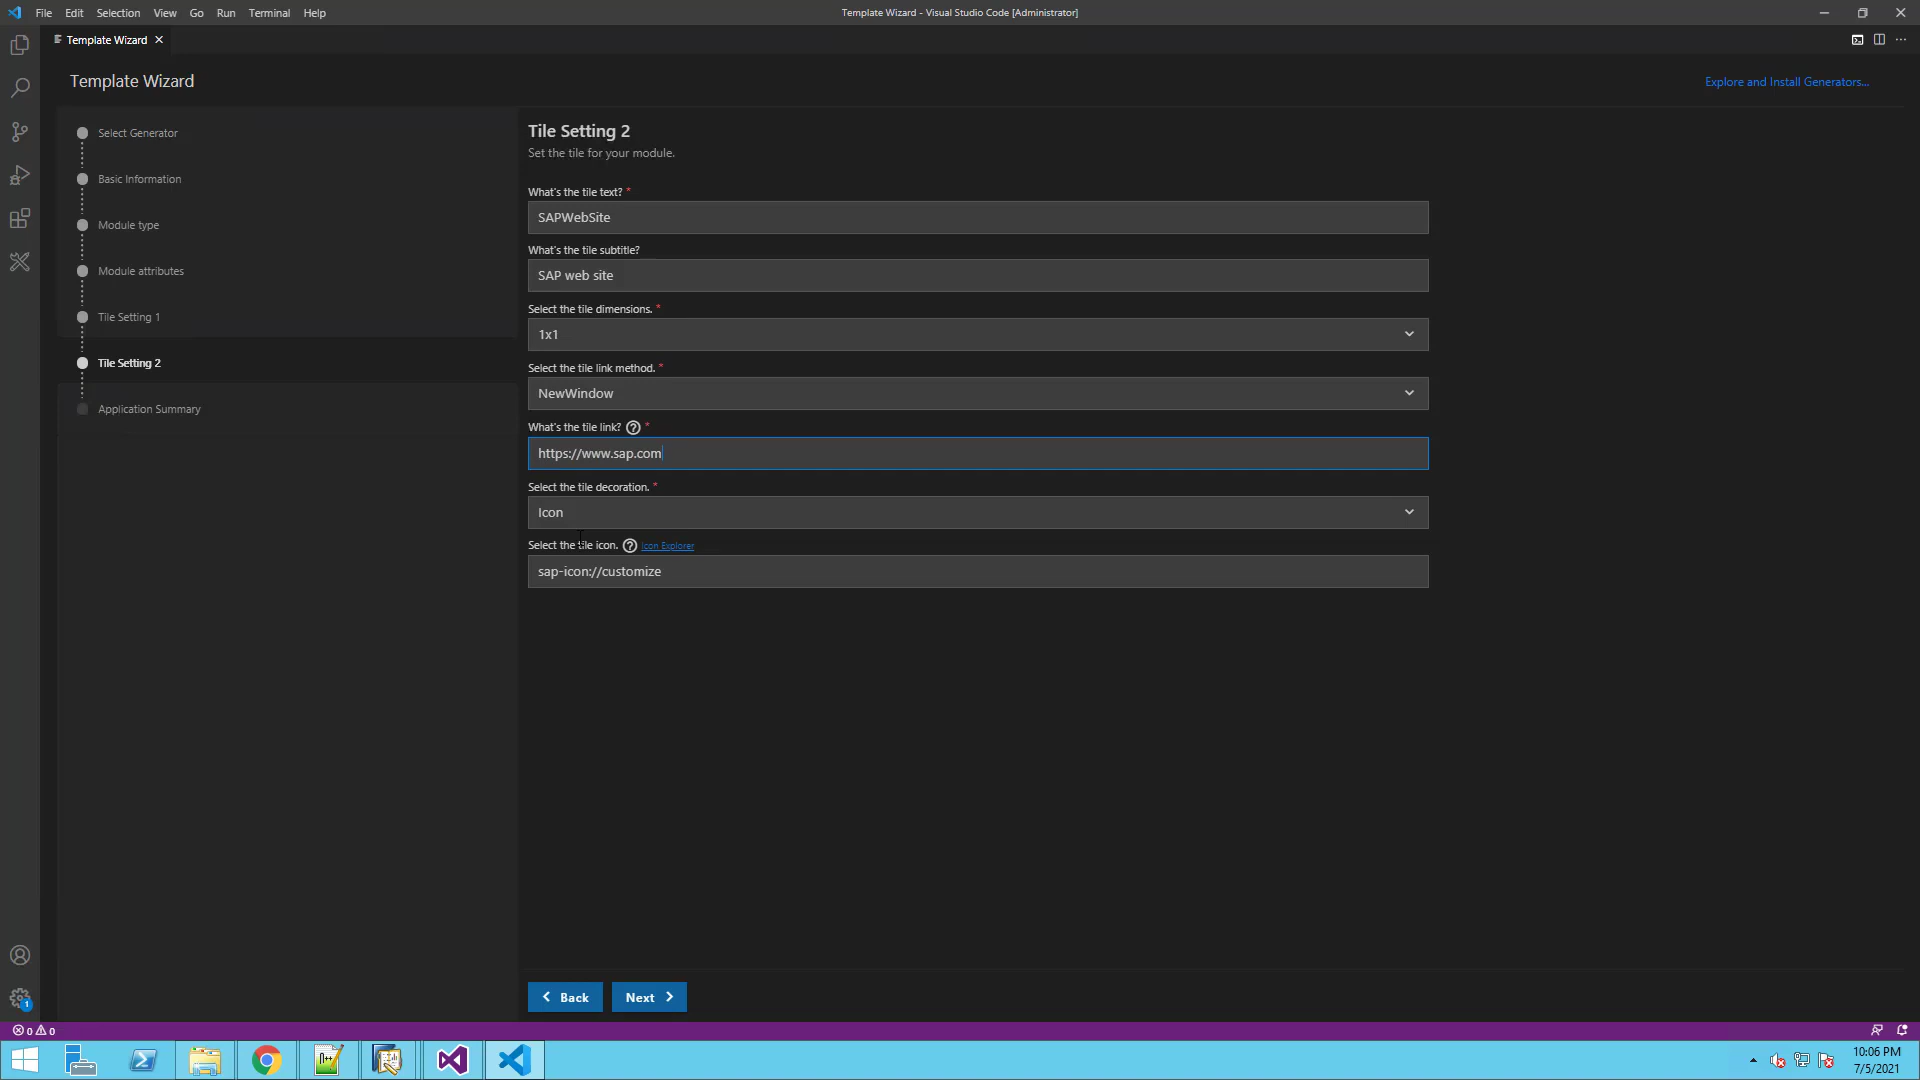 File Edit Selection View Go Run Terminal Help
Template Wizard - Visual Studio Code [Administrator]
Template Wizard
Template Wizard
Explore and Install Generators...
Select Generator
Basic Information
Module type
Module attributes
Tile Setting 1
Tile Setting 2
Application Summary
Tile Setting 2
Set the tile for your module.
What's the tile text? *
SAPWebSite
What's the tile subtitle?
SAP web site
Select the tile dimensions. *
1x1
Select the tile link method. *
NewWindow
What's the tile link? ? *
https://www.sap.com
Select the tile decoration. *
Icon
Select the tile icon. ? Icon Explorer
sap-icon://customize
Back Next
1
0 0
10:06 PM
7/5/2021